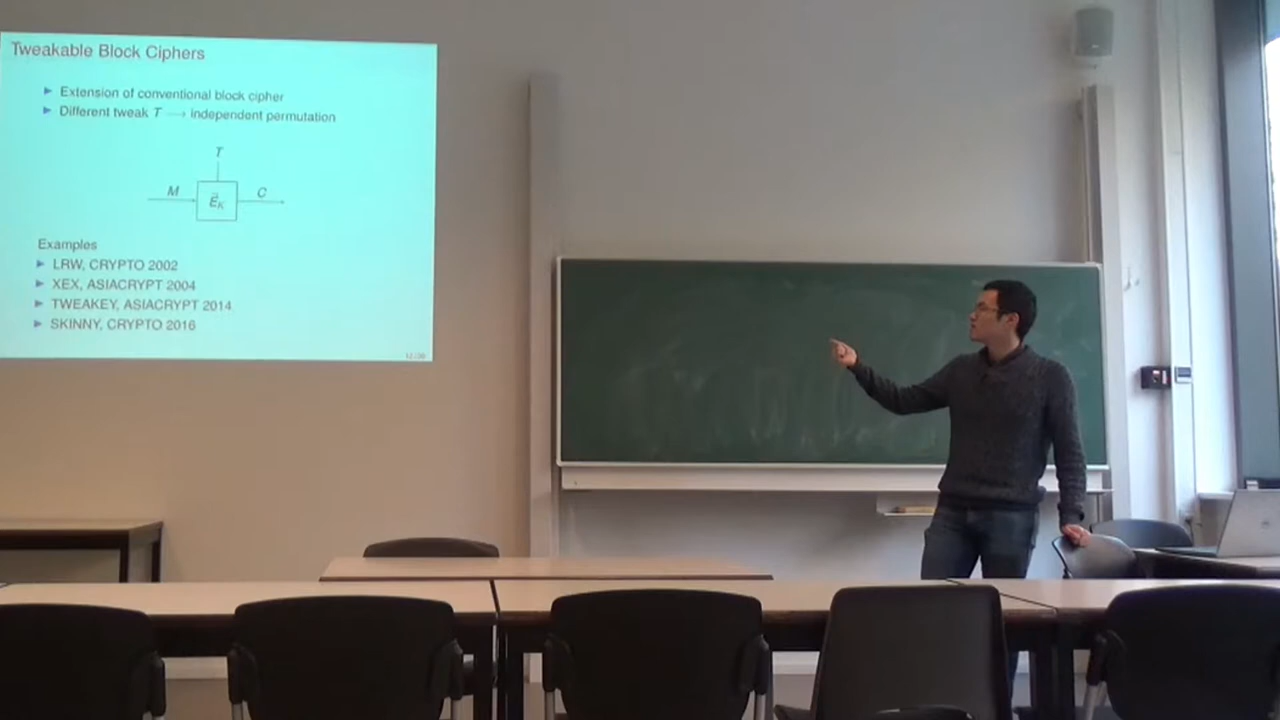 Tweakable Block Ciphers
Extension of conventional block cipher
Different tweak T → independent permutation
T
M
C
Ẽ_K
Examples
LRW, CRYPTO 2002
XEX, ASIACRYPT 2004
TWEAKEY, ASIACRYPT 2014
SKINNY, CRYPTO 2016